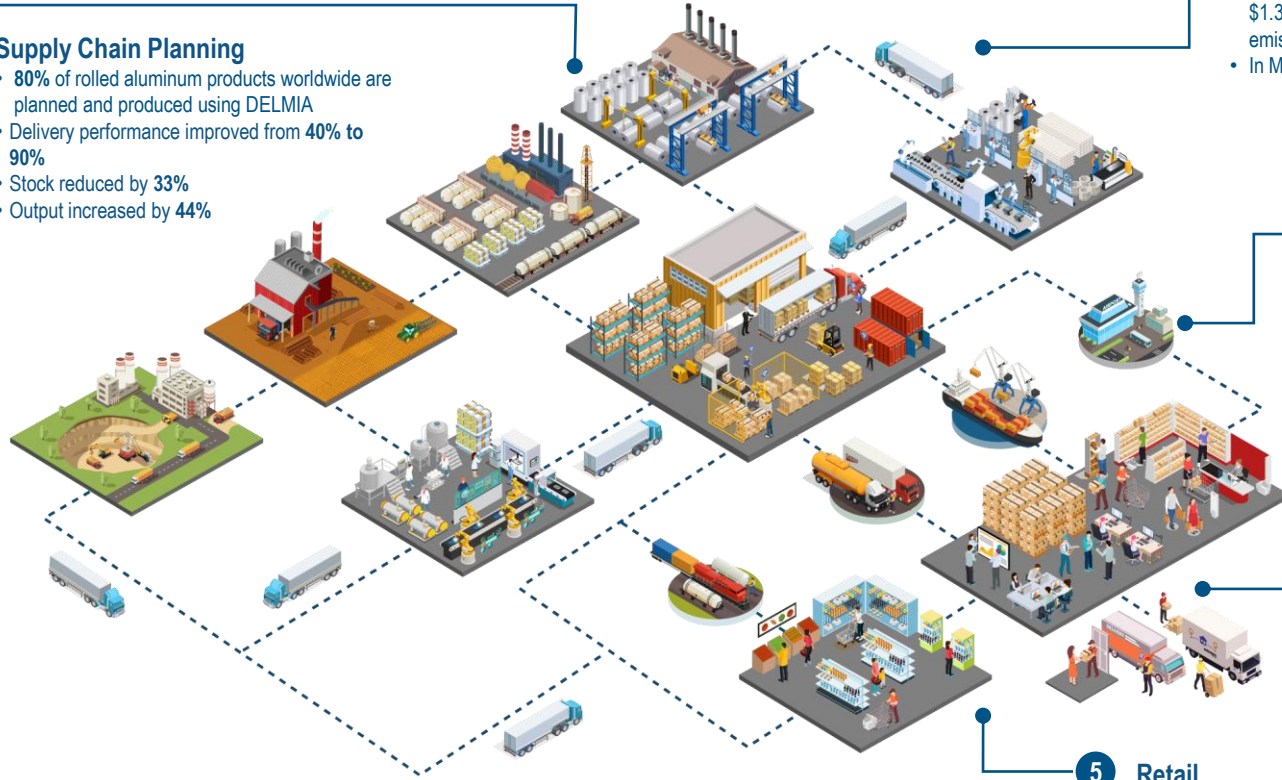 Supply Chain Planning
• 80% of rolled aluminum products worldwide are
planned and produced using DELMIA
• Delivery performance improved from 40% to
90%
• Stock reduced by 33%
• Output increased by 44%
$1.3
emis
• In M
5 Retail